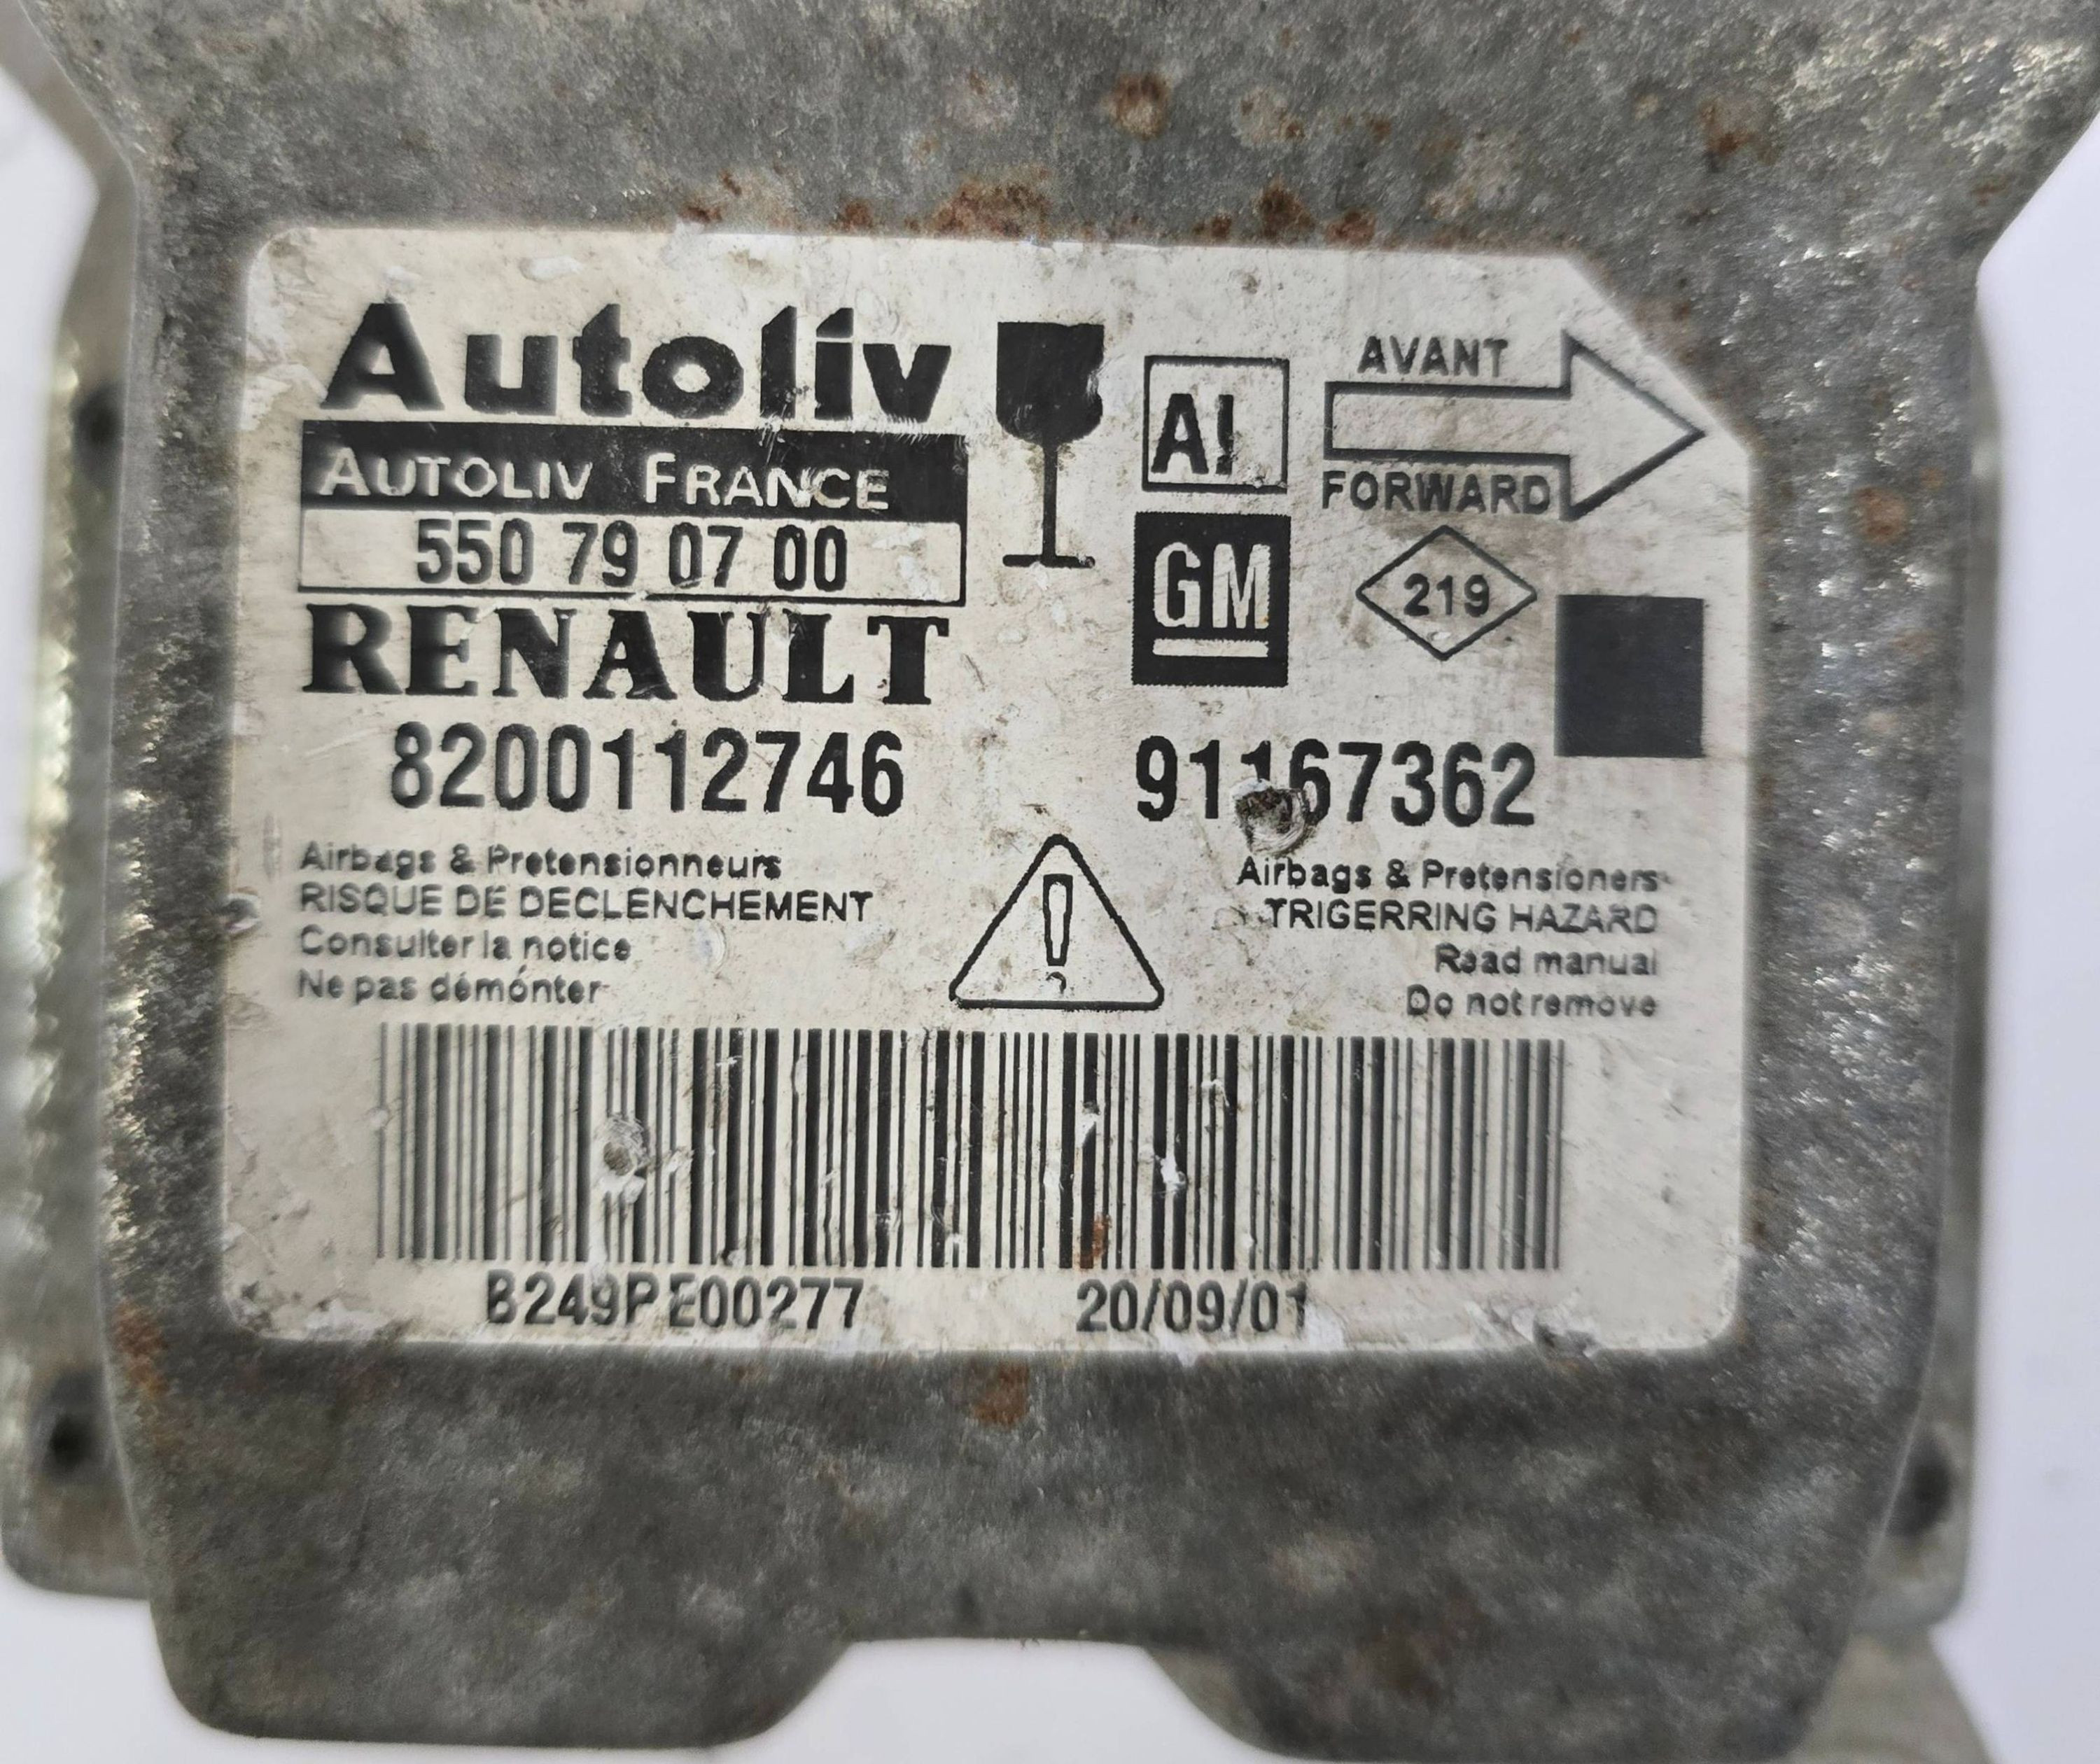 Autoliv
AUTOLIV FRANCE
550 79 07 00
RENAULT
8200112746
AI
GM
AVANT
FORWARD
219
91167362
Airbags & Pretensionneurs
RISQUE DE DECLENCHEMENT
Consulter la notice
Ne pas démónter
!
Airbags & Pretensioners
TRIGERRING HAZARD
Read manual
Do not remove
B249PE00277
20/09/01